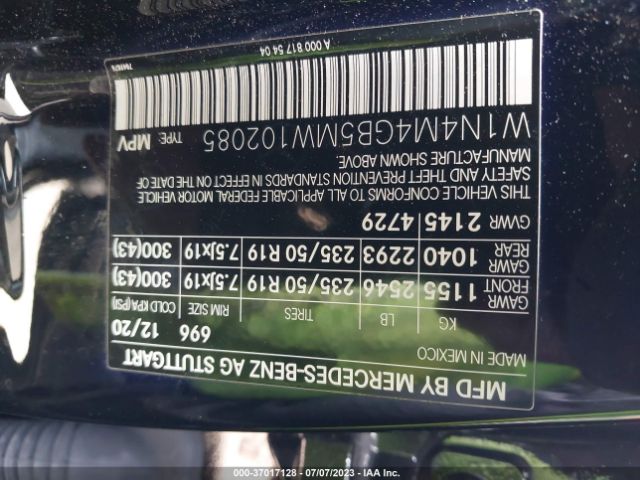 MFD BY MERCEDES-BENZ AG STUTTGART
MADE IN MEXICO 696 12/20
KG LB TIRES RIM SIZE COLD KPA(PSI)
GAWR FRONT 1155 2546 235/50 R19 7.5Jx19 300(43)
GAWR REAR 1040 2293 235/50 R19 7.5Jx19 300(43)
GVWR 2145 4729
THIS VEHICLE CONFORMS TO ALL APPLICABLE FEDERAL MOTOR VEHICLE
SAFETY AND THEFT PREVENTION STANDARDS IN EFFECT ON THE DATE OF
MANUFACTURE SHOWN ABOVE.
W1N4M4GB5MW102085 TYPE: MPV
A 000 817 54 04
000-37017128 - 07/07/2023 - IAA Inc.